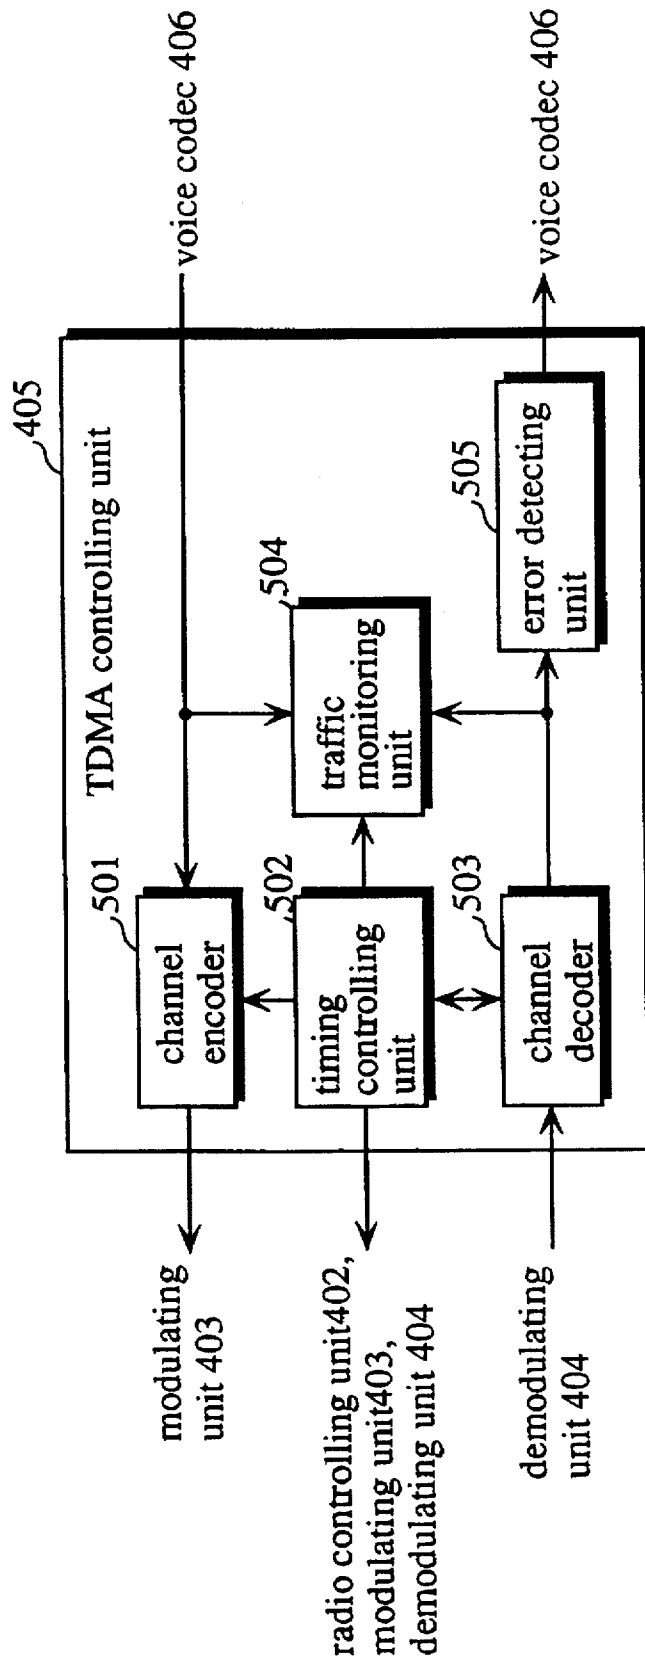 405
TDMA controlling unit
voice codec 406
501
channel
encoder
modulating
unit 403
504
traffic
monitoring
unit
502
timing
controlling
unit
radio controlling unit402,
modulating unit403,
demodulating unit 404
voice codec 406
505
error detecting
unit
503
channel
decoder
demodulating
unit 404